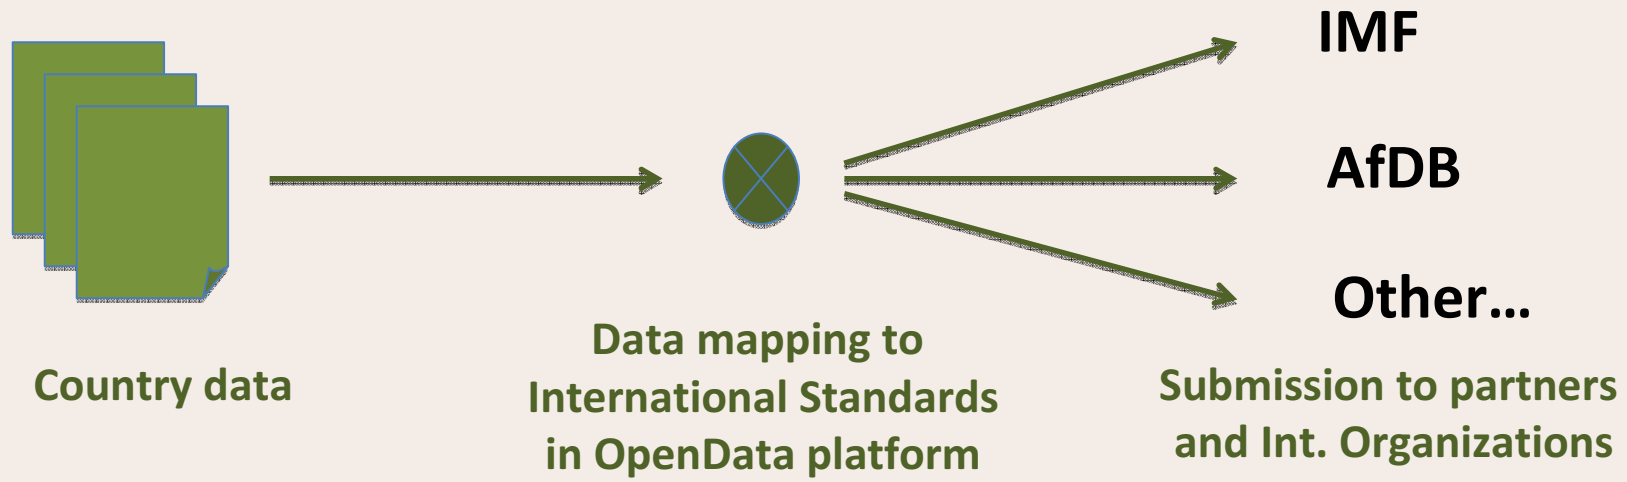 IMF
AfDB
Other…
Country data
Data mapping to
International Standards
in OpenData platform
Submission to partners
and Int. Organizations